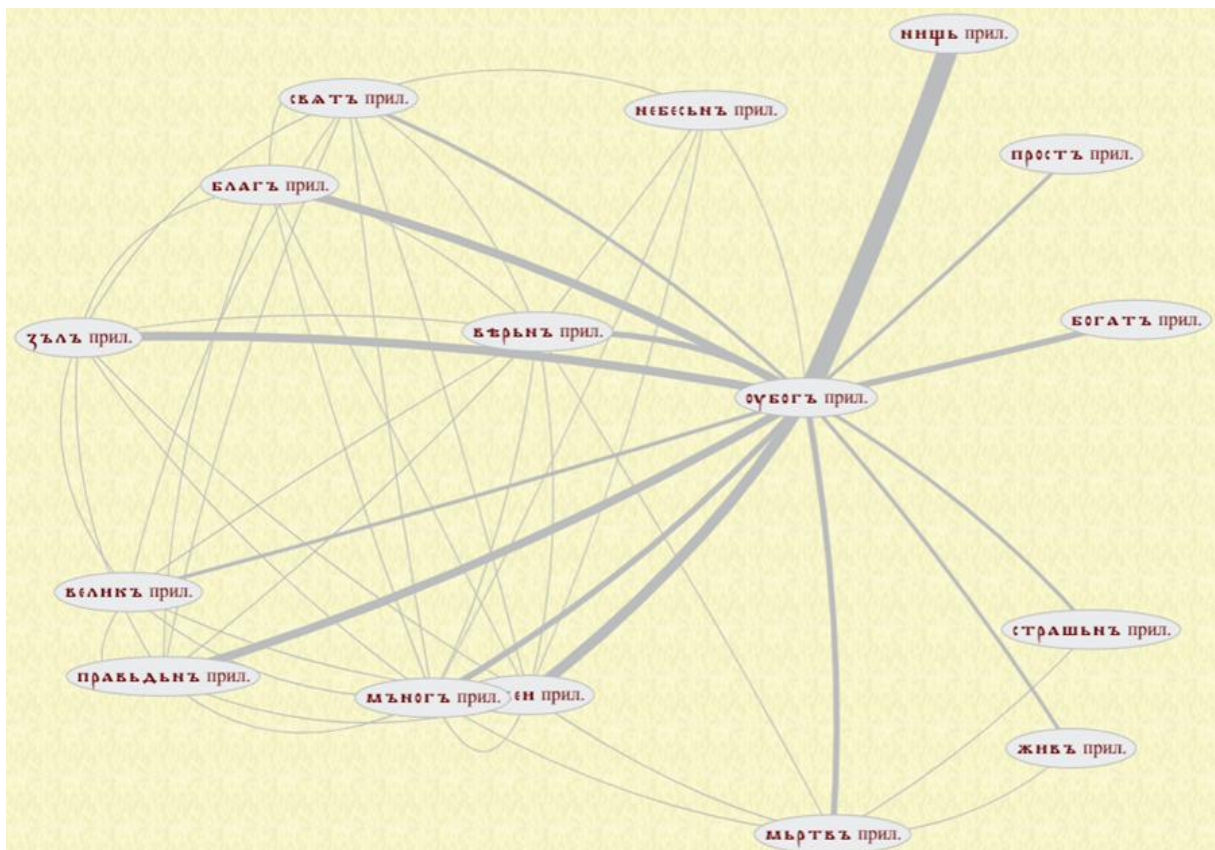 нищь прил.
свѧтъ прил.
небесьнъ прил.
простъ прил.
благъ прил.
богатъ прил.
вѣрьнъ прил.
зълъ прил.
оубогъ прил.
великъ прил.
страшьнъ прил.
правьдьнъ прил.
мъногъ прил.
прил.
живъ прил.
мьртвъ прил.